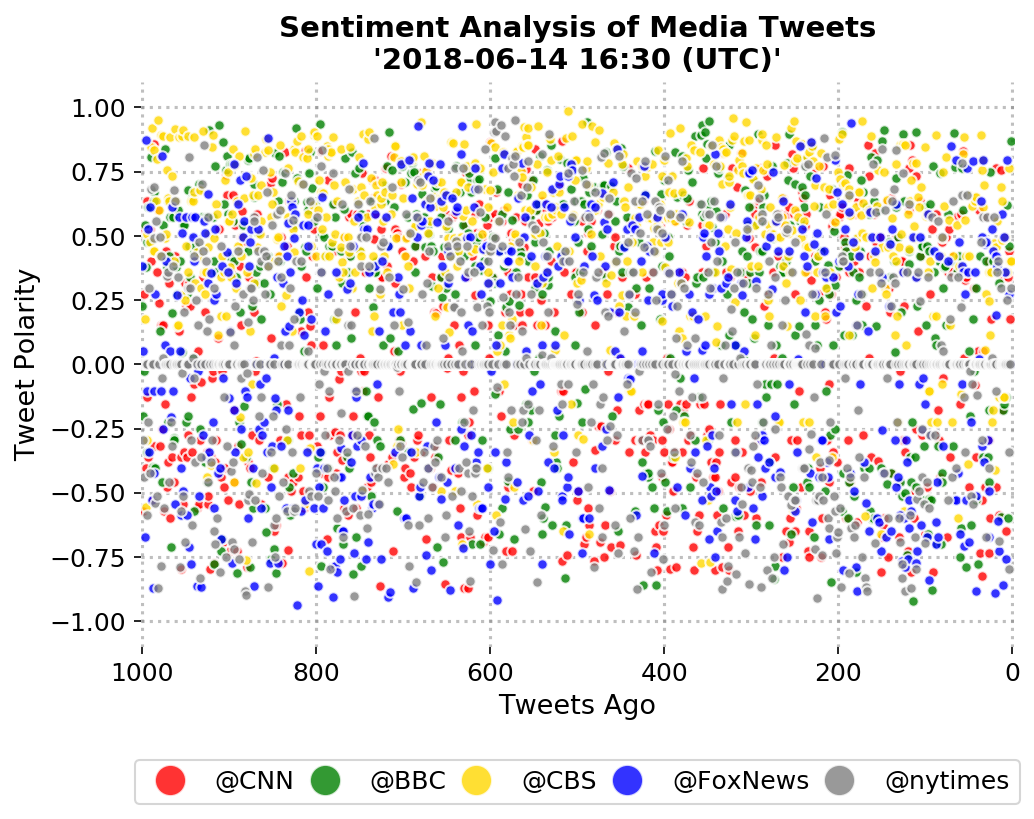 Sentiment Analysis of Media Tweets
'2018-06-14 16:30 (UTC)'
1.00
0.75
0.50
0.25
0.00
−0.25
−0.50
−0.75
−1.00
Tweet Polarity
1000 800 600 400 200 0
Tweets Ago
@CNN @BBC @CBS @FoxNews @nytimes